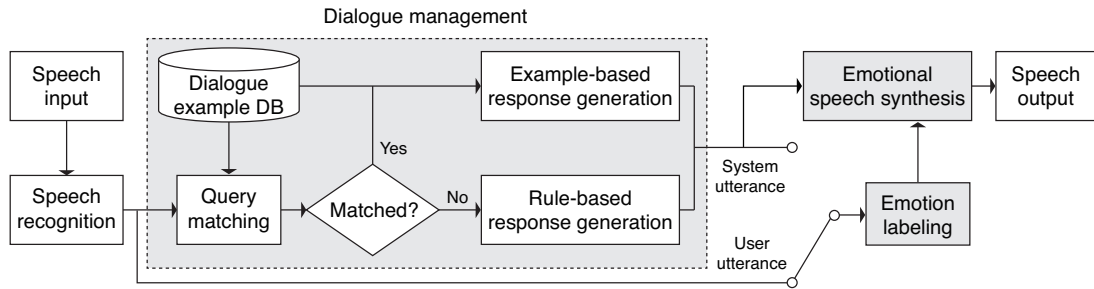 Dialogue management
Speech
input
Dialogue
example DB
Example-based
response generation
Emotional
speech synthesis
Speech
output
Yes
Speech
recognition
Query
matching
Matched?
No
Rule-based
response generation
System
utterance
Emotion
labeling
User
utterance